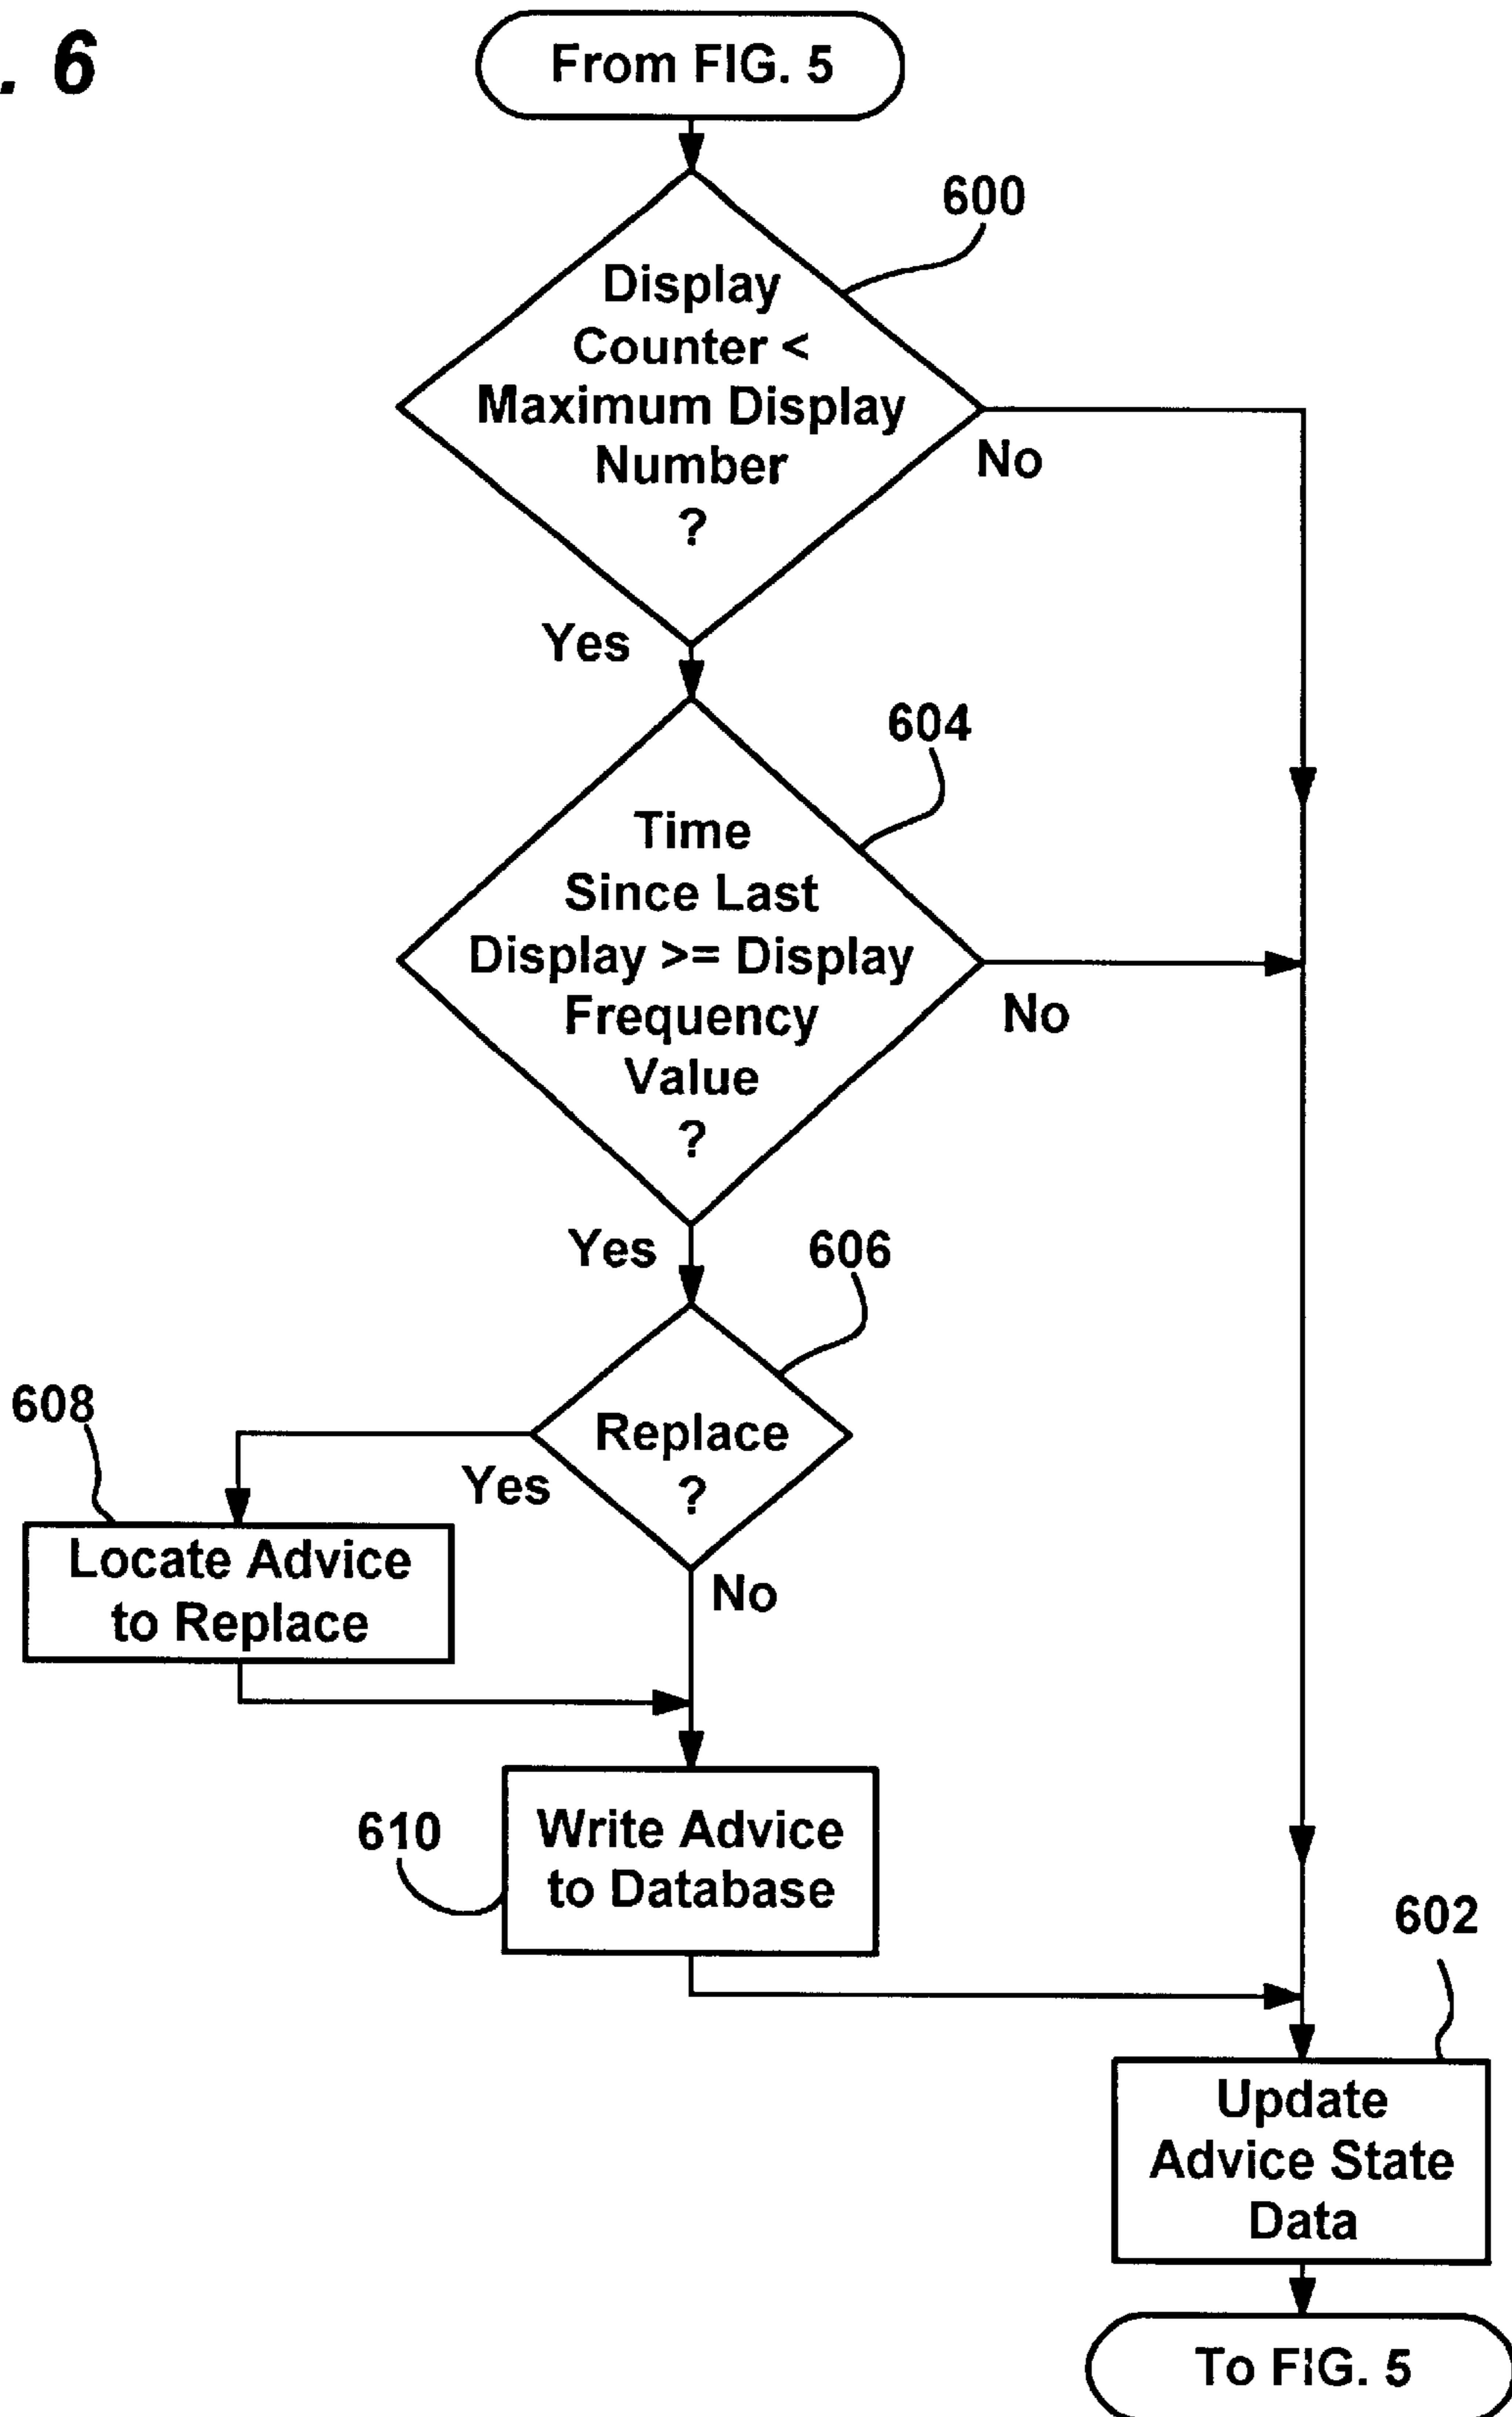 . 6
From FIG. 5
600
Display
Counter <
Maximum Display
Number
?
No
Yes
604
Time
Since Last
Display >= Display
Frequency
Value
?
No
Yes
606
608
Replace
?
Yes
Locate Advice
to Replace
No
610
Write Advice
to Database
602
Update
Advice State
Data
To FIG. 5